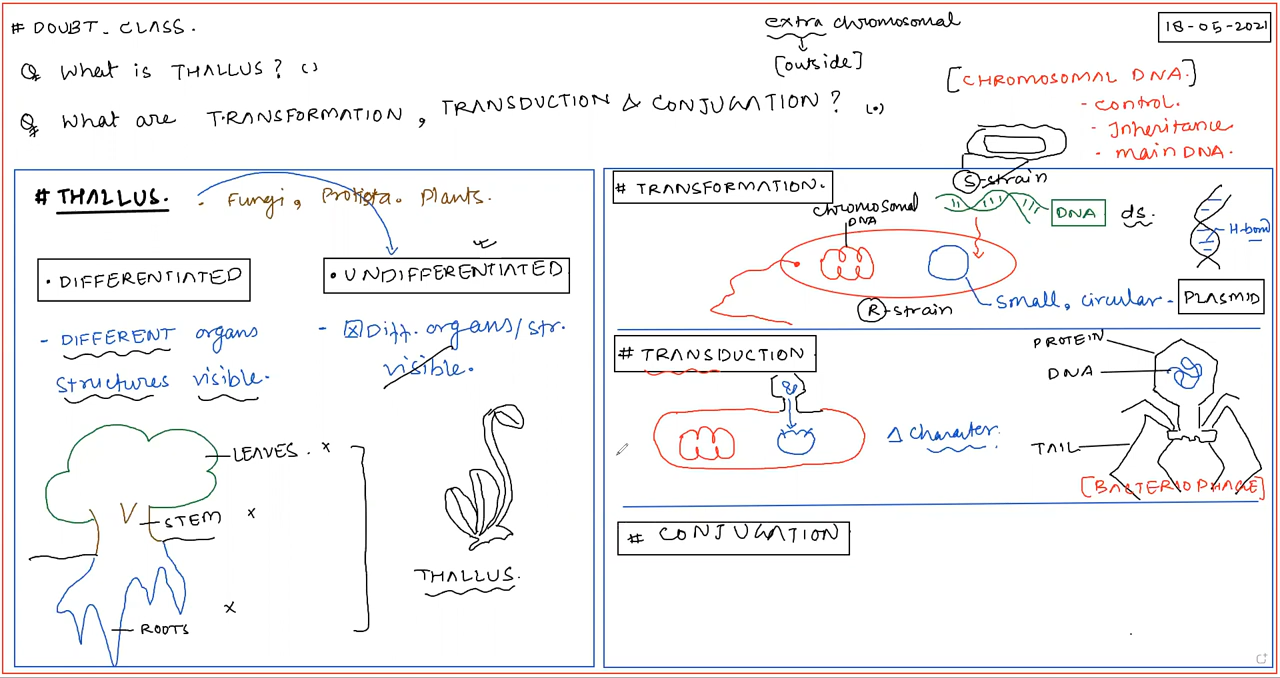 # DOUBT_CLASS.
Q What is THALLUS?
Q What are TRANSFORMATION, TRANSDUCTION & CONJUGATION?
extra chromosomal
[outside]
18-05-2021
[CHROMOSOMAL DNA.]
- control.
- Inheritance
- main DNA.
# THALLUS. - Fungi, Protista. Plants.
• DIFFERENTIATED
- DIFFERENT organs
structures visible.
• UNDIFFERENTIATED
- ☒ Diff. organs/str.
visible.
LEAVES. x
STEM x
x
ROOTS
THALLUS.
# TRANSFORMATION.
S-strain
chromosomal
DNA
DNA ds.
H-bond
R-strain
small, circular - PLASMID
# TRANSDUCTION
Δ character.
PROTEIN
DNA
TAIL
[BACTERIOPHAGE]
# CONJUGATION